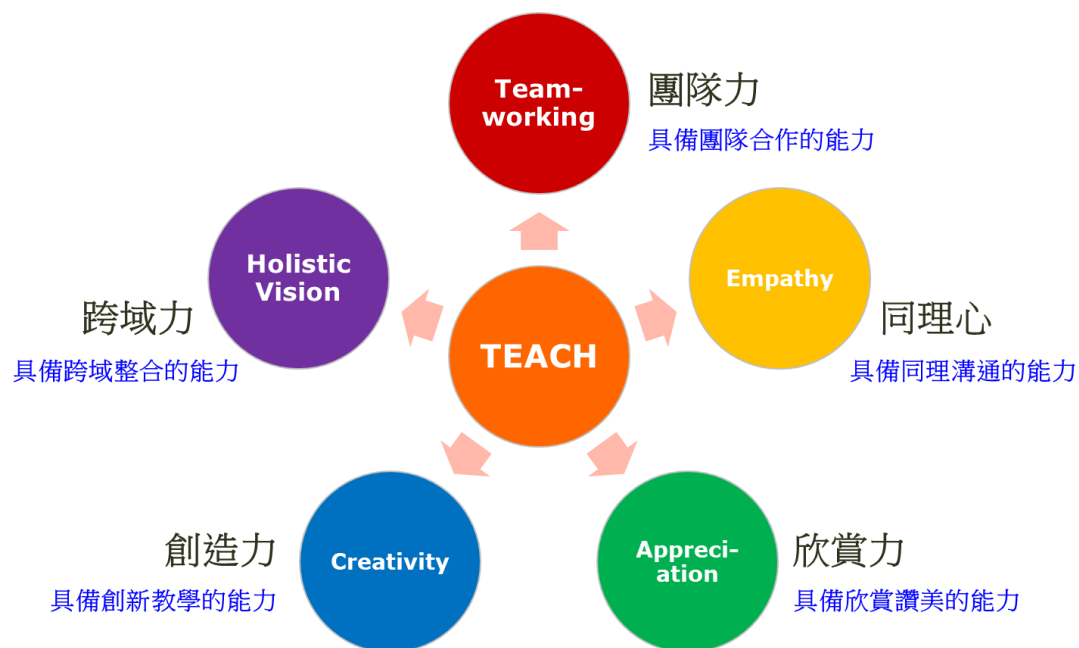 Team-
working
團隊力
具備團隊合作的能力
Holistic
Vision
跨域力
具備跨域整合的能力
Empathy
同理心
具備同理溝通的能力
TEACH
Creativity
創造力
具備創新教學的能力
Appreci-
ation
欣賞力
具備欣賞讚美的能力